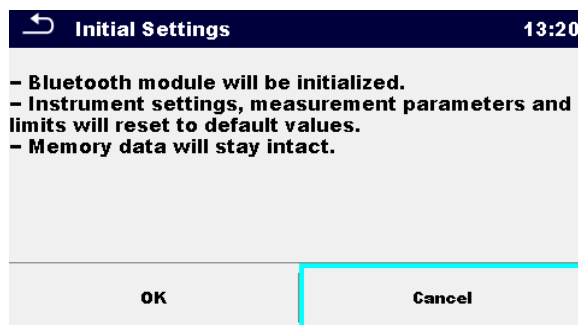 Initial Settings 13:20
– Bluetooth module will be initialized.
– Instrument settings, measurement parameters and
limits will reset to default values.
– Memory data will stay intact.
OK Cancel